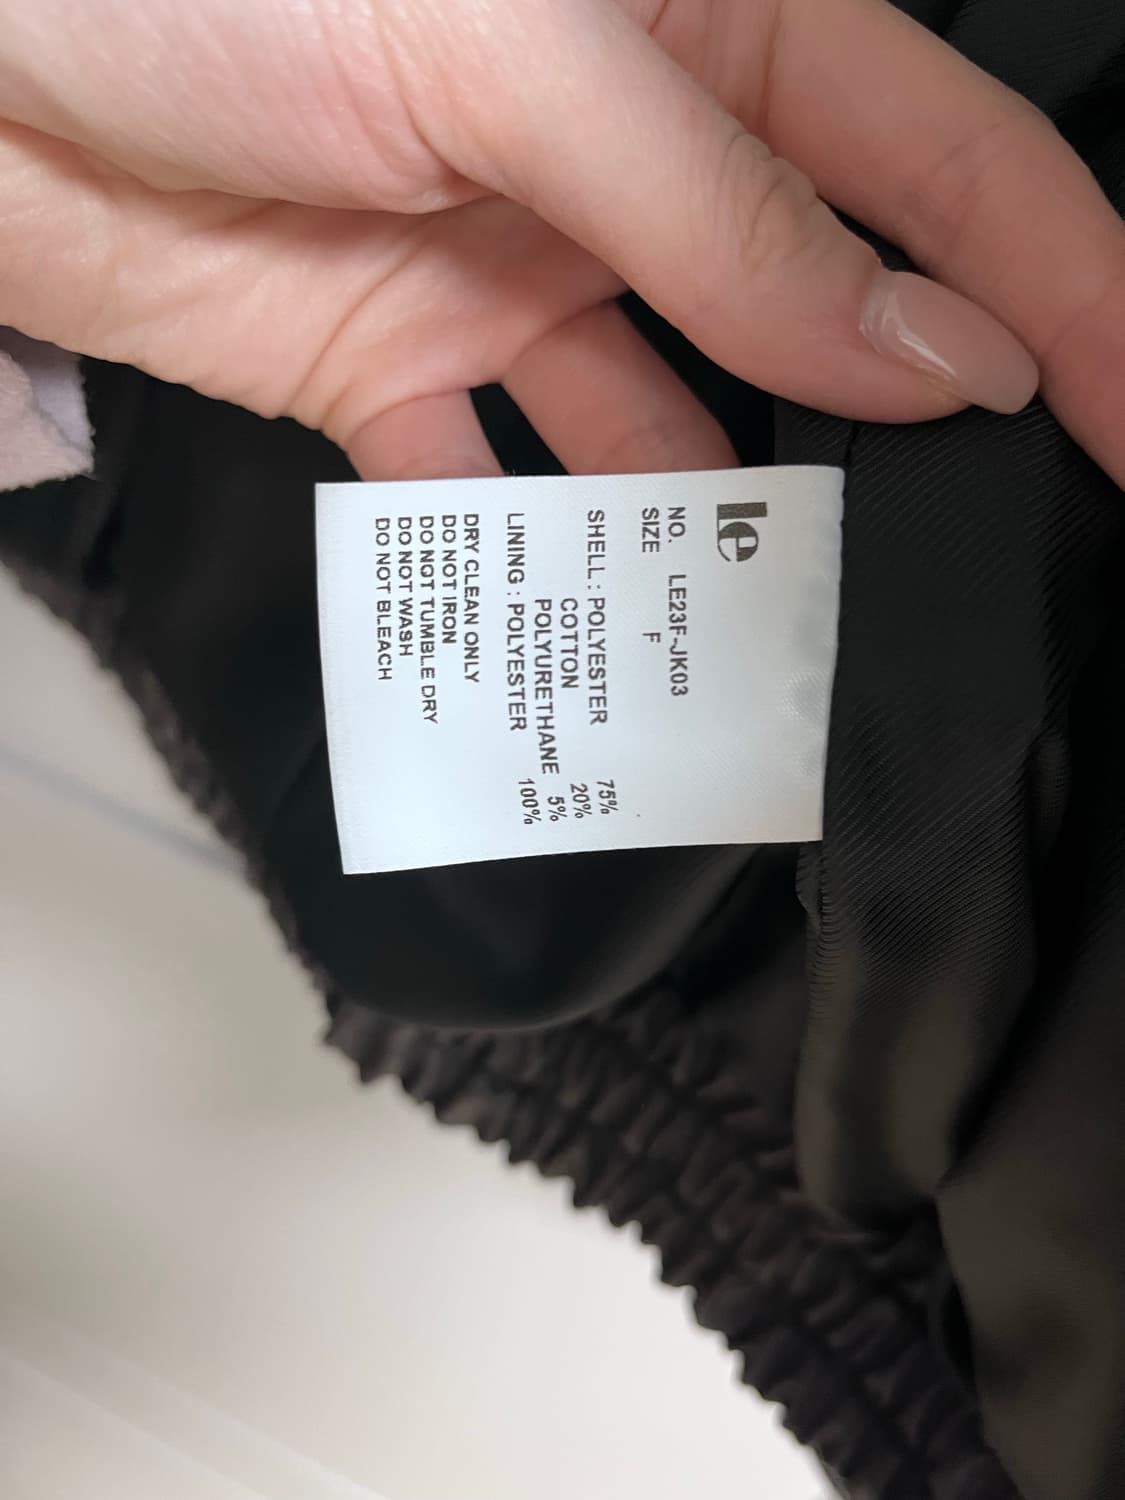 le
NO. LE23F-JK03
SIZE F
SHELL : POLYESTER 75%
COTTON 20%
POLYURETHANE 5%
LINING : POLYESTER 100%
DRY CLEAN ONLY
DO NOT IRON
DO NOT TUMBLE DRY
DO NOT WASH
DO NOT BLEACH